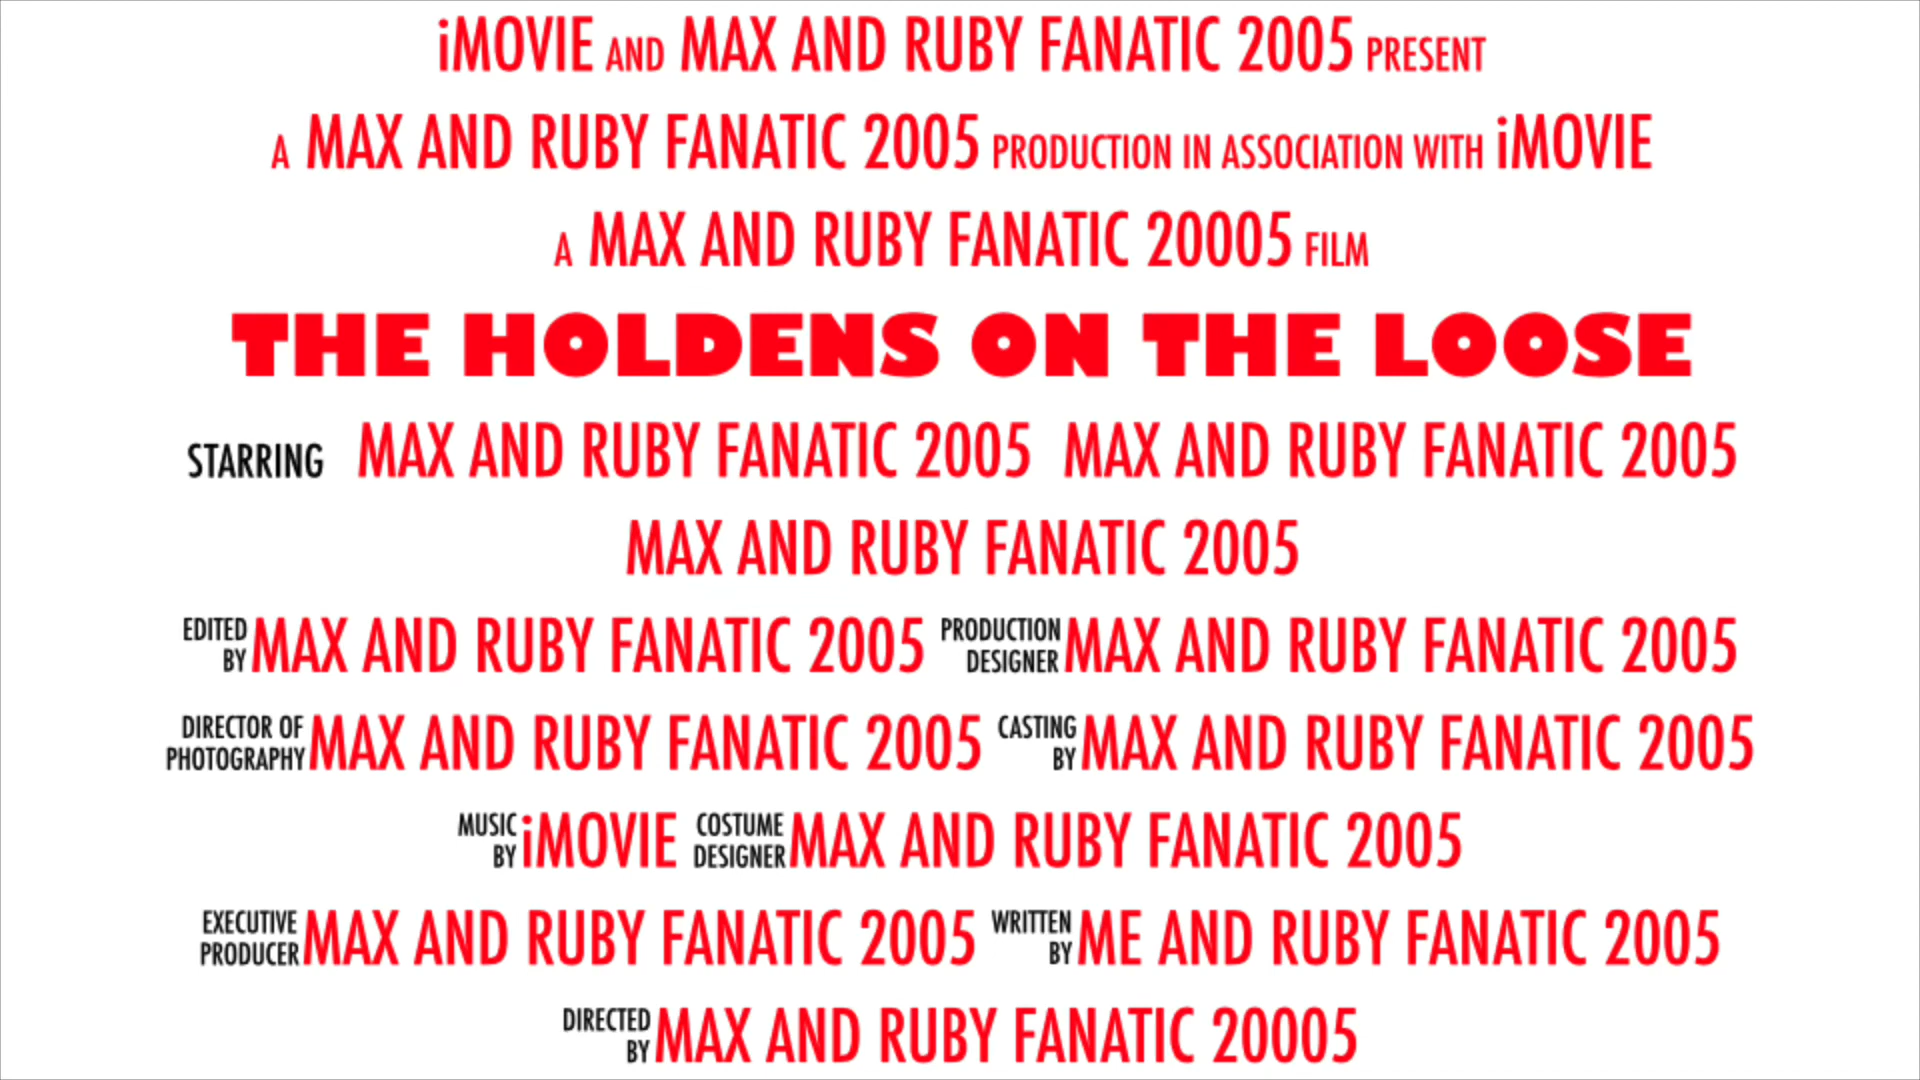 iMOVIE AND MAX AND RUBY FANATIC 2005 PRESENT
A MAX AND RUBY FANATIC 2005 PRODUCTION IN ASSOCIATION WITH iMOVIE
A MAX AND RUBY FANATIC 20005 FILM
THE HOLDENS ON THE LOOSE
STARRING MAX AND RUBY FANATIC 2005 MAX AND RUBY FANATIC 2005
MAX AND RUBY FANATIC 2005
EDITED BY MAX AND RUBY FANATIC 2005 PRODUCTION DESIGNER MAX AND RUBY FANATIC 2005
DIRECTOR OF PHOTOGRAPHY MAX AND RUBY FANATIC 2005 CASTING BY MAX AND RUBY FANATIC 2005
MUSIC BY iMOVIE COSTUME DESIGNER MAX AND RUBY FANATIC 2005
EXECUTIVE PRODUCER MAX AND RUBY FANATIC 2005 WRITTEN BY ME AND RUBY FANATIC 2005
DIRECTED BY MAX AND RUBY FANATIC 20005